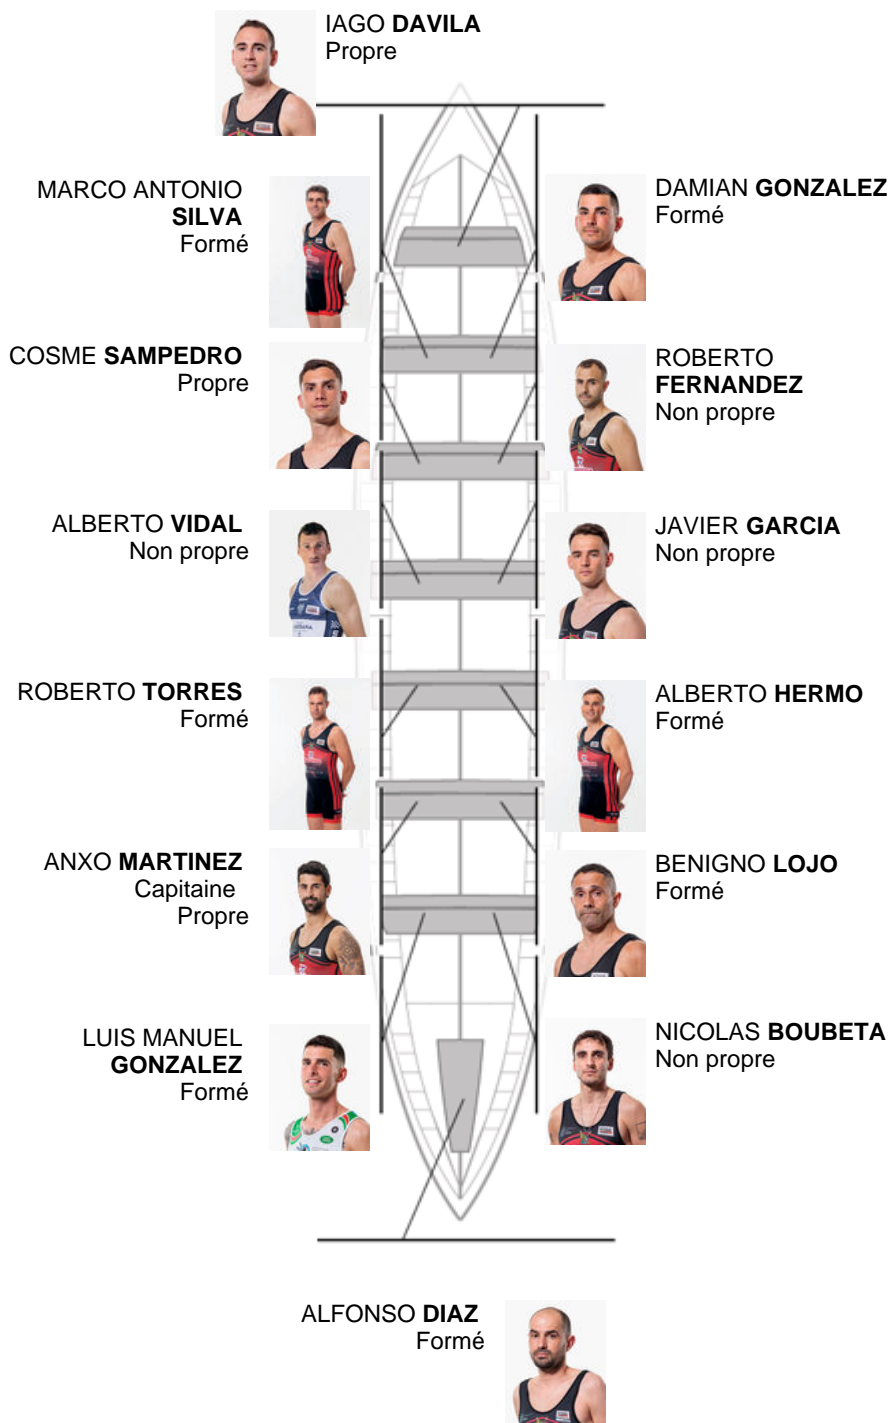 IAGO DAVILA
Propre
MARCO ANTONIO
SILVA
Formé
DAMIAN GONZALEZ
Formé
COSME SAMPEDRO
Propre
ROBERTO
FERNANDEZ
Non propre
ALBERTO VIDAL
Non propre
JAVIER GARCIA
Non propre
ROBERTO TORRES
Formé
ALBERTO HERMO
Formé
ANXO MARTINEZ
Capitaine
Propre
BENIGNO LOJO
Formé
LUIS MANUEL
GONZALEZ
Formé
NICOLAS BOUBETA
Non propre
ALFONSO DIAZ
Formé